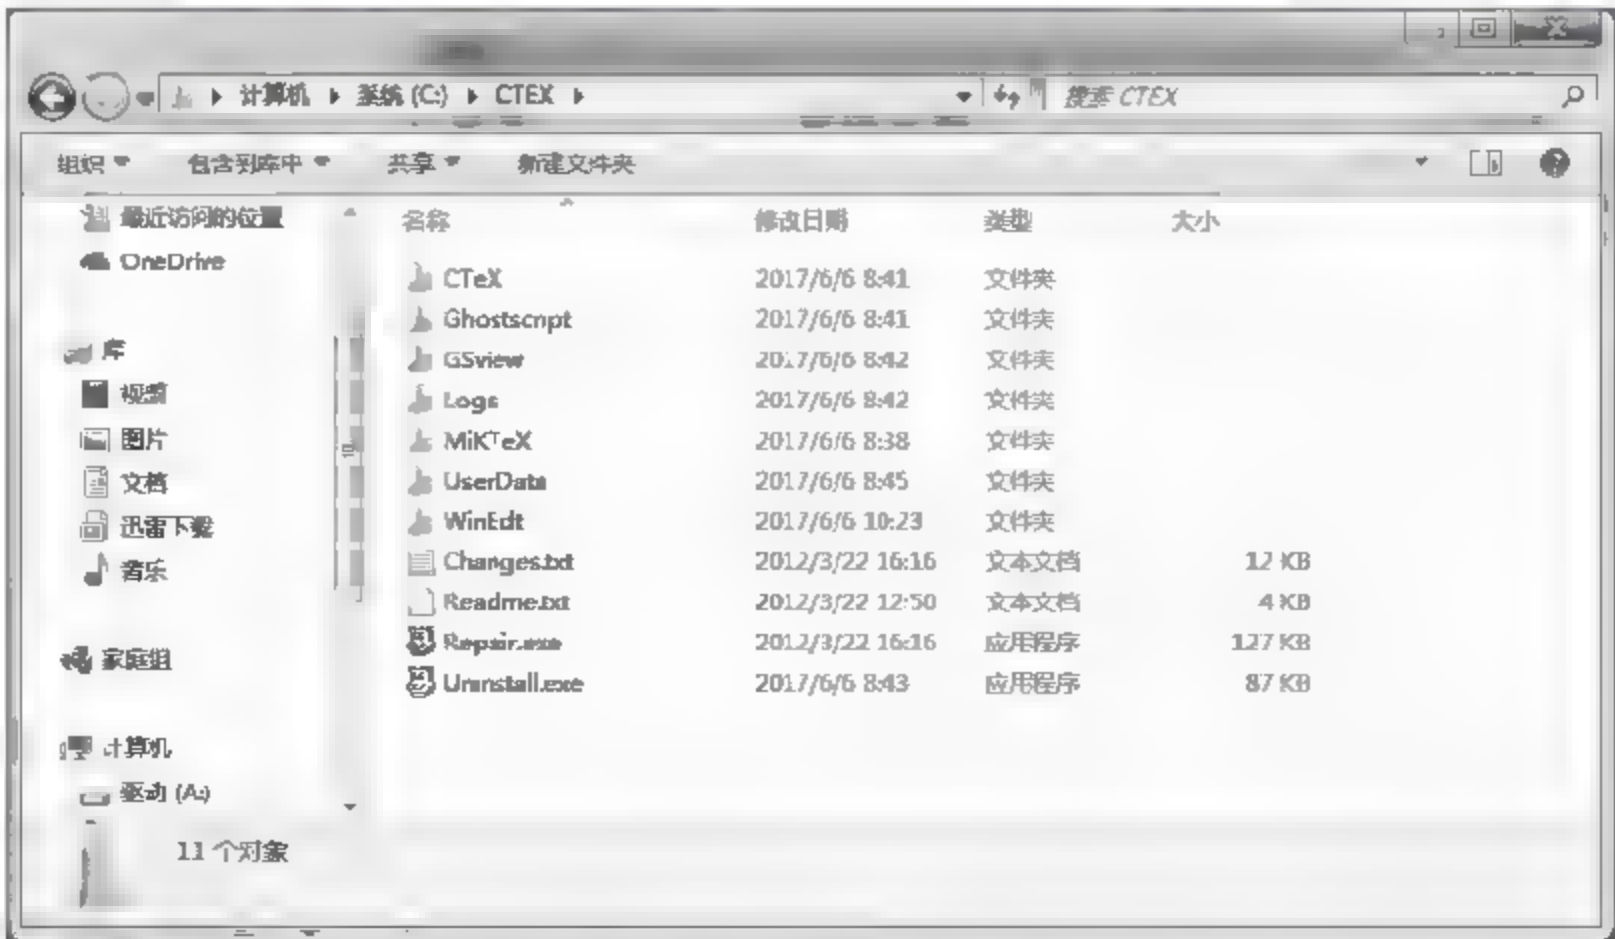 计算机 系统 (C:) CTEX 搜索 CTEX
组织 包含到库中 共享 新建文件夹
最近访问的位置
OneDrive
库
视频
图片
文档
迅雷下载
音乐
家庭组
计算机
驱动 (A:)
名称 修改日期 类型 大小
CTeX 2017/6/6 8:41 文件夹
Ghostscript 2017/6/6 8:41 文件夹
GSview 2017/6/6 8:42 文件夹
Logs 2017/6/6 8:42 文件夹
MiKTeX 2017/6/6 8:38 文件夹
UserData 2017/6/6 8:45 文件夹
WinEdt 2017/6/6 10:23 文件夹
Changes.txt 2012/3/22 16:16 文本文档 12 KB
Readme.txt 2012/3/22 12:50 文本文档 4 KB
Repair.exe 2012/3/22 16:16 应用程序 127 KB
Uninstall.exe 2017/6/6 8:43 应用程序 87 KB
11 个对象